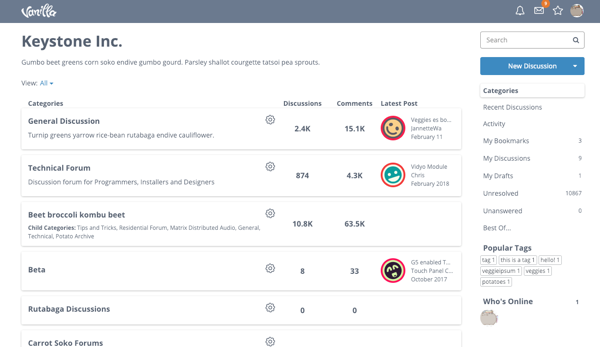 Vanilla
8
Keystone Inc.
Gumbo beet greens corn soko endive gumbo gourd. Parsley shallot courgette tatsoi pea sprouts.
View: All
Categories Discussions Comments Latest Post
General Discussion
Turnip greens yarrow rice-bean rutabaga endive cauliflower.
2.4K 15.1K
Veggies es bo...
JannetteWa
February 11
Technical Forum
Discussion forum for Programmers, Installers and Designers
874 4.3K
Vidyo Module
Chris
February 2018
Beet broccoli kombu beet
Child Categories: Tips and Tricks, Residential Forum, Matrix Distributed Audio, General,
Technical, Potato Archive
10.8K 63.5K
Beta
8 33
GS enabled T...
Touch Panel C...
October 2017
Rutabaga Discussions
0 0
Carrot Soko Forums
Search
New Discussion
Categories
Recent Discussions
Activity
My Bookmarks 3
My Discussions 9
My Drafts 1
Unresolved 10867
Unanswered 0
Best Of...
Popular Tags
tag 1 this is a tag 1 hello! 1
veggieipsum 1 veggies 1
potatoes 1
Who's Online 1